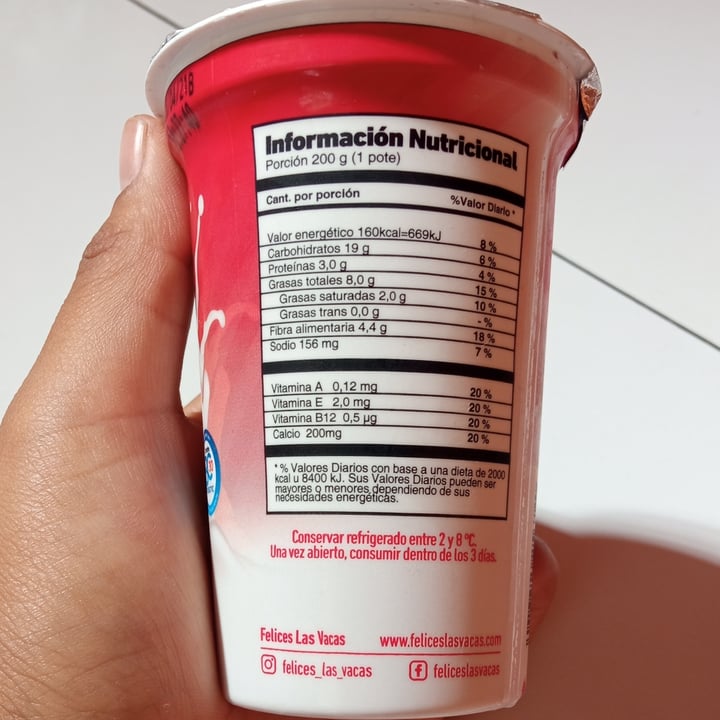 Información Nutricional
Porción 200 g (1 pote)
Cant. por porción %Valor Diario *
Valor energético 160kcal=669kJ 8 %
Carbohidratos 19 g 6 %
Proteínas 3,0 g 4 %
Grasas totales 8,0 g 15 %
Grasas saturadas 2,0 g 10 %
Grasas trans 0,0 g - %
Fibra alimentaria 4,4 g 18 %
Sodio 156 mg 7 %
Vitamina A 0,12 mg 20 %
Vitamina E 2,0 mg 20 %
Vitamina B12 0,5 µg 20 %
Calcio 200mg 20 %
* % Valores Diarios con base a una dieta de 2000
kcal u 8400 kJ. Sus Valores Diarios pueden ser
mayores o menores dependiendo de sus
necesidades energéticas.
Conservar refrigerado entre 2 y 8 °C.
Una vez abierto, consumir dentro de los 3 días.
Felices Las Vacas www.feliceslasvacas.com
felices_las_vacas feliceslasvacas